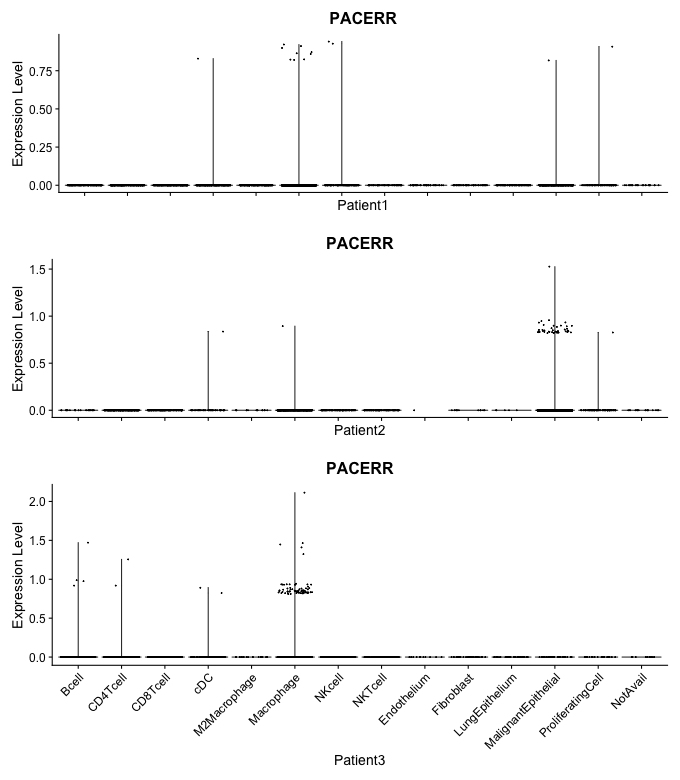 PACERR
Expression Level
0.75
0.50
0.25
0.00
Patient1
PACERR
Expression Level
1.5
1.0
0.5
0.0
Patient2
PACERR
Expression Level
2.0
1.5
1.0
0.5
0.0
Bcell
CD4Tcell
CD8Tcell
cDC
M2Macrophage
Macrophage
NKcell
NKTcell
Endothelium
Fibroblast
LungEpithelium
MalignantEpithelial
ProliferatingCell
NotAvail
Patient3